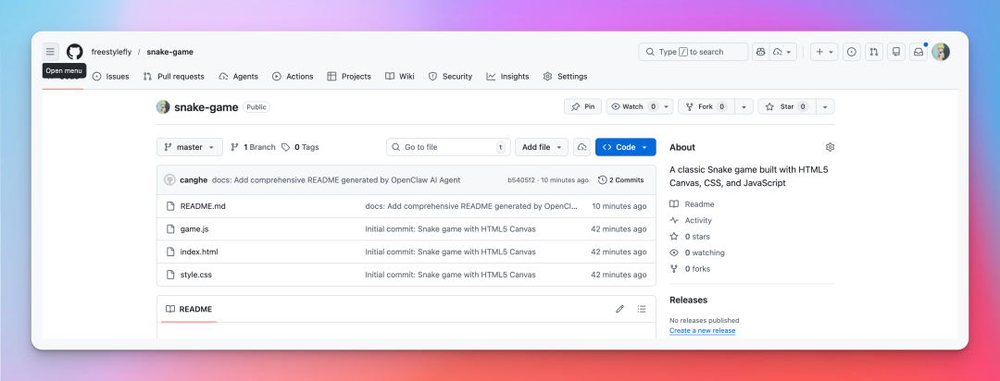 freestylefly / snake-game
Type / to search
Open menu
Issues
Pull requests
Agents
Actions
Projects
Wiki
Security
Insights
Settings
snake-game Public
Pin
Watch 0
Fork 0
Star 0
master
1 Branch
0 Tags
Go to file t
Add file
Code
canghe docs: Add comprehensive README generated by OpenClaw AI Agent b5405f2 · 10 minutes ago 2 Commits
README.md docs: Add comprehensive README generated by OpenCl... 10 minutes ago
game.js Initial commit: Snake game with HTML5 Canvas 42 minutes ago
index.html Initial commit: Snake game with HTML5 Canvas 42 minutes ago
style.css Initial commit: Snake game with HTML5 Canvas 42 minutes ago
README
About
A classic Snake game built with HTML5
Canvas, CSS, and JavaScript
Readme
Activity
0 stars
0 watching
0 forks
Releases
No releases published
Create a new release